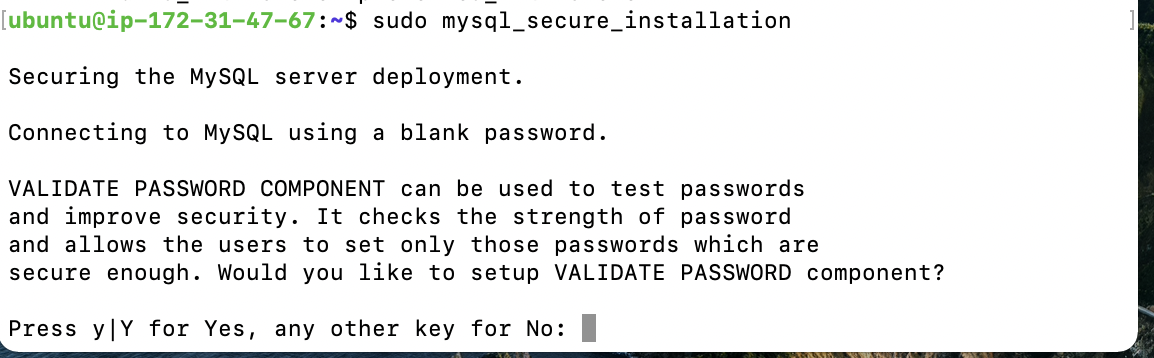 [ubuntu@ip-172-31-47-67:~$ sudo mysql_secure_installation ]
Securing the MySQL server deployment.
Connecting to MySQL using a blank password.
VALIDATE PASSWORD COMPONENT can be used to test passwords
and improve security. It checks the strength of password
and allows the users to set only those passwords which are
secure enough. Would you like to setup VALIDATE PASSWORD component?
Press y|Y for Yes, any other key for No: